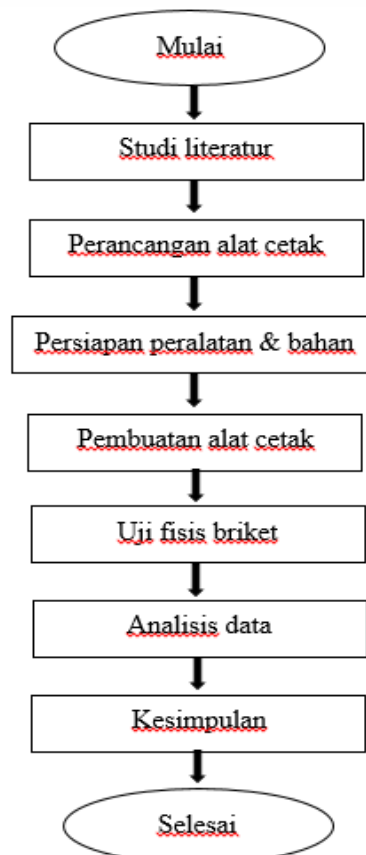 Mulai
Studi literatur
Perancangan alat cetak
Persiapan peralatan & bahan
Pembuatan alat cetak
Uji fisis briket
Analisis data
Kesimpulan
Selesai